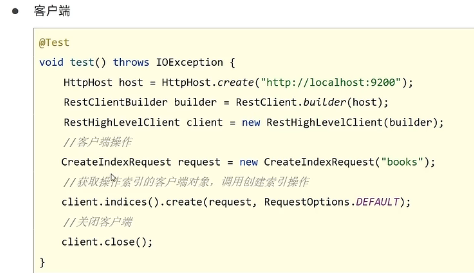 ● 客户端
@Test
void test() throws IOException {
HttpHost host = HttpHost.create("http://localhost:9200");
RestClientBuilder builder = RestClient.builder(host);
RestHighLevelClient client = new RestHighLevelClient(builder);
//客户端操作
CreateIndexRequest request = new CreateIndexRequest("books");
//获取操作索引的客户端对象，调用创建索引操作
client.indices().create(request, RequestOptions.DEFAULT);
//关闭客户端
client.close();
}